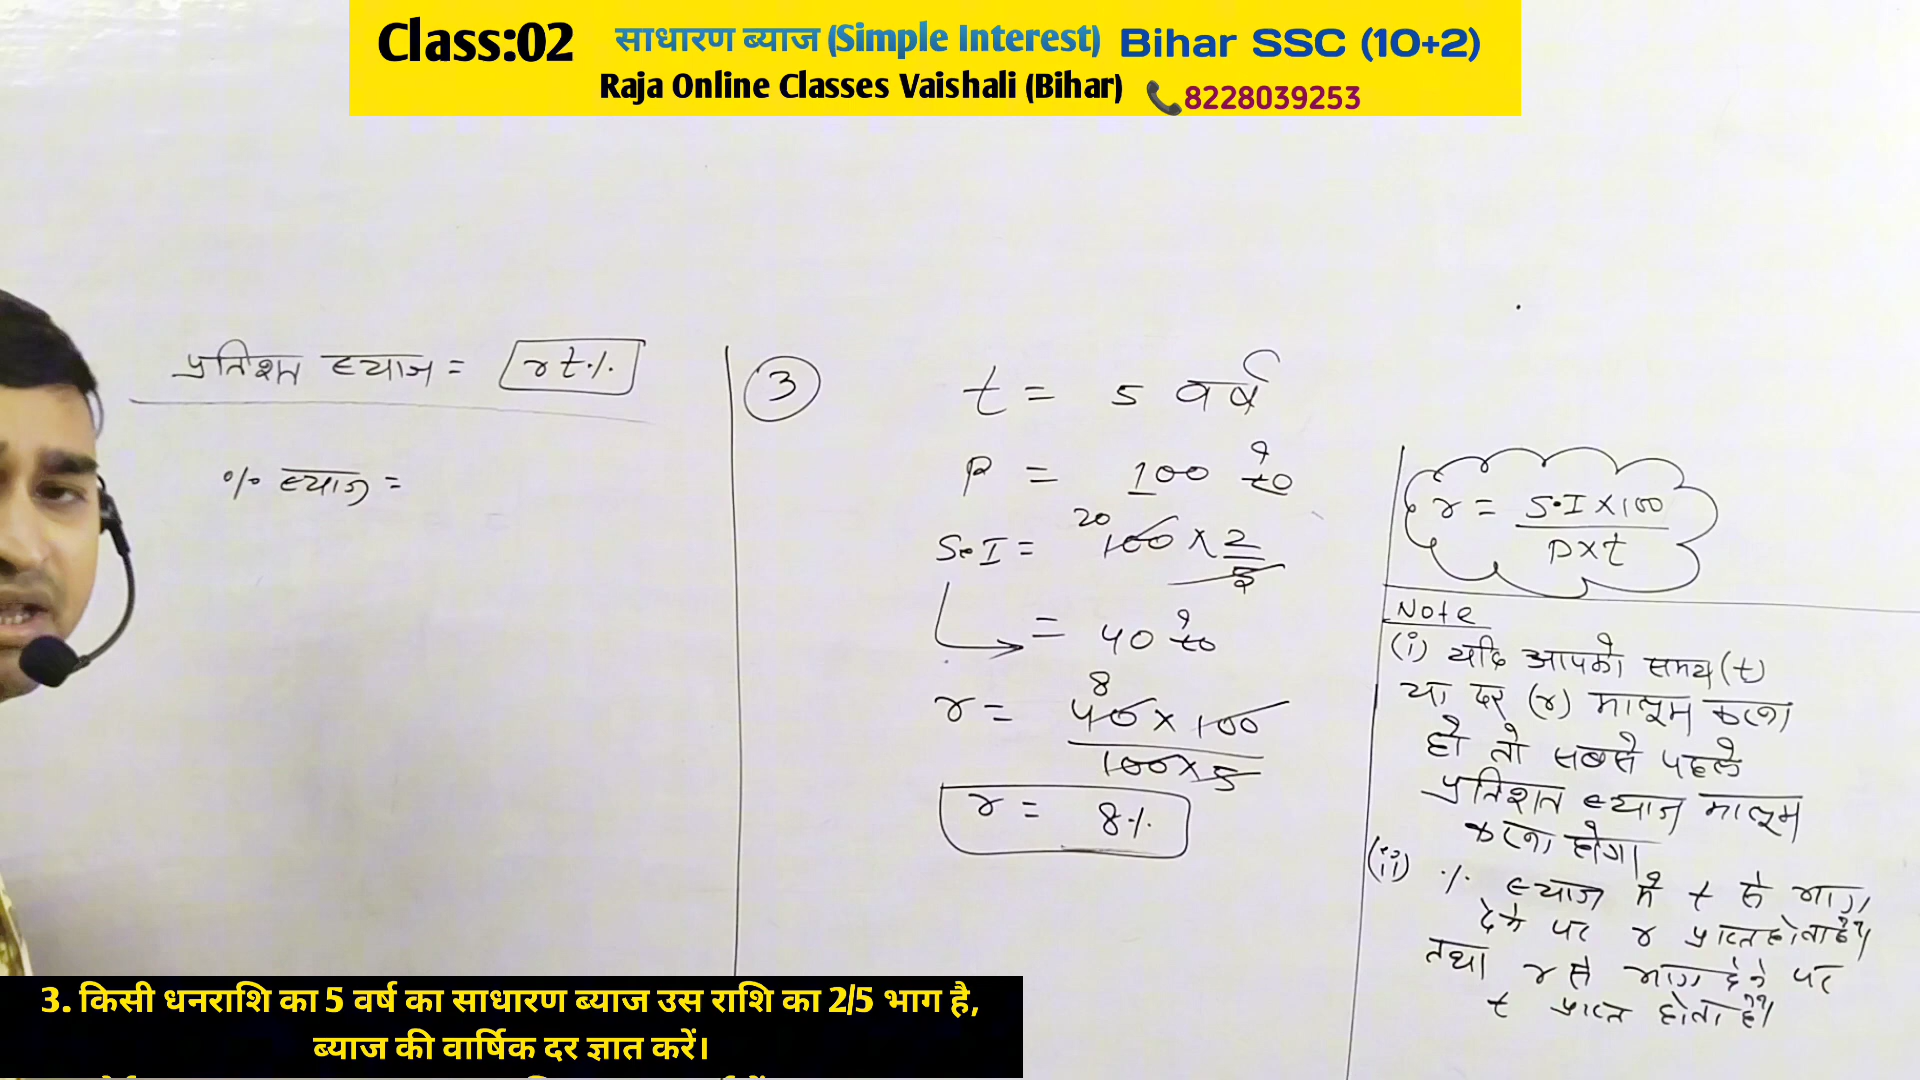 Class:02 साधारण ब्याज (Simple Interest) Bihar SSC (10+2)
Raja Online Classes Vaishali (Bihar) 8228039253
प्रतिशत ब्याज = r t %
% ब्याज =
3
t = 5 वर्ष
P = 100 रु०
S.I = 100 × 2/5
20
= 40 रु०
8
r = 40 × 100
100 × 5
r = 8%
r = S.I × 100
P × t
Note
(i) यदि आपको समय (t)
या दर (r) मालूम करना
हो तो सबसे पहले
प्रतिशत ब्याज मालूम
करना होगा।
(ii) % ब्याज में t से भाग
देने पर r प्राप्त होता है।
तथा r से भाग देने पर
t प्राप्त होता है।
3. किसी धनराशि का 5 वर्ष का साधारण ब्याज उस राशि का 2/5 भाग है,
ब्याज की वार्षिक दर ज्ञात करें।